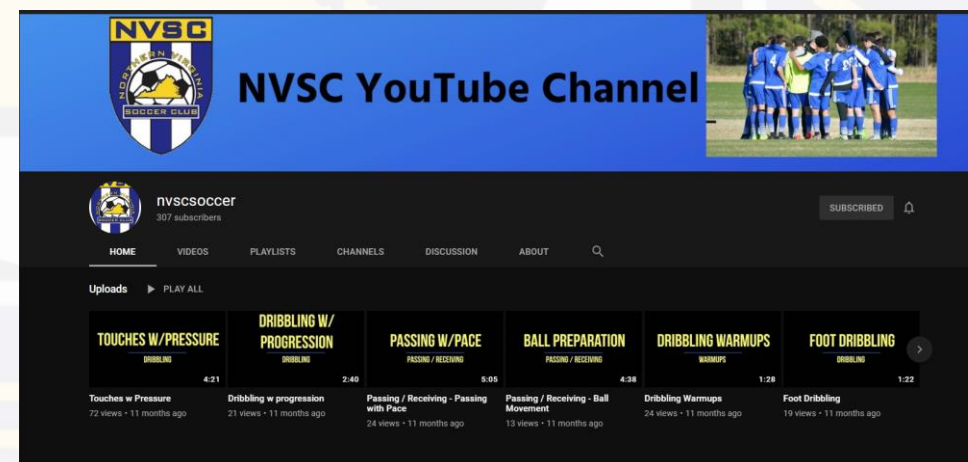 NVSC
NORTHERN VIRGINIA
SOCCER CLUB
NVSC YouTube Channel
nvscsoccer
307 subscribers
SUBSCRIBED
HOME VIDEOS PLAYLISTS CHANNELS DISCUSSION ABOUT
Uploads PLAY ALL
TOUCHES W/PRESSURE
DRIBBLING
4:21
Touches w Pressure
72 views • 11 months ago
DRIBBLING W/
PROGRESSION
DRIBBLING
2:40
Dribbling w progression
21 views • 11 months ago
PASSING W/PACE
PASSING / RECEIVING
5:05
Passing / Receiving - Passing
with Pace
24 views • 11 months ago
BALL PREPARATION
PASSING / RECEIVING
4:38
Passing / Receiving - Ball
Movement
13 views • 11 months ago
DRIBBLING WARMUPS
WARMUPS
1:28
Dribbling Warmups
24 views • 11 months ago
FOOT DRIBBLING
DRIBBLING
1:22
Foot Dribbling
19 views • 11 months ago